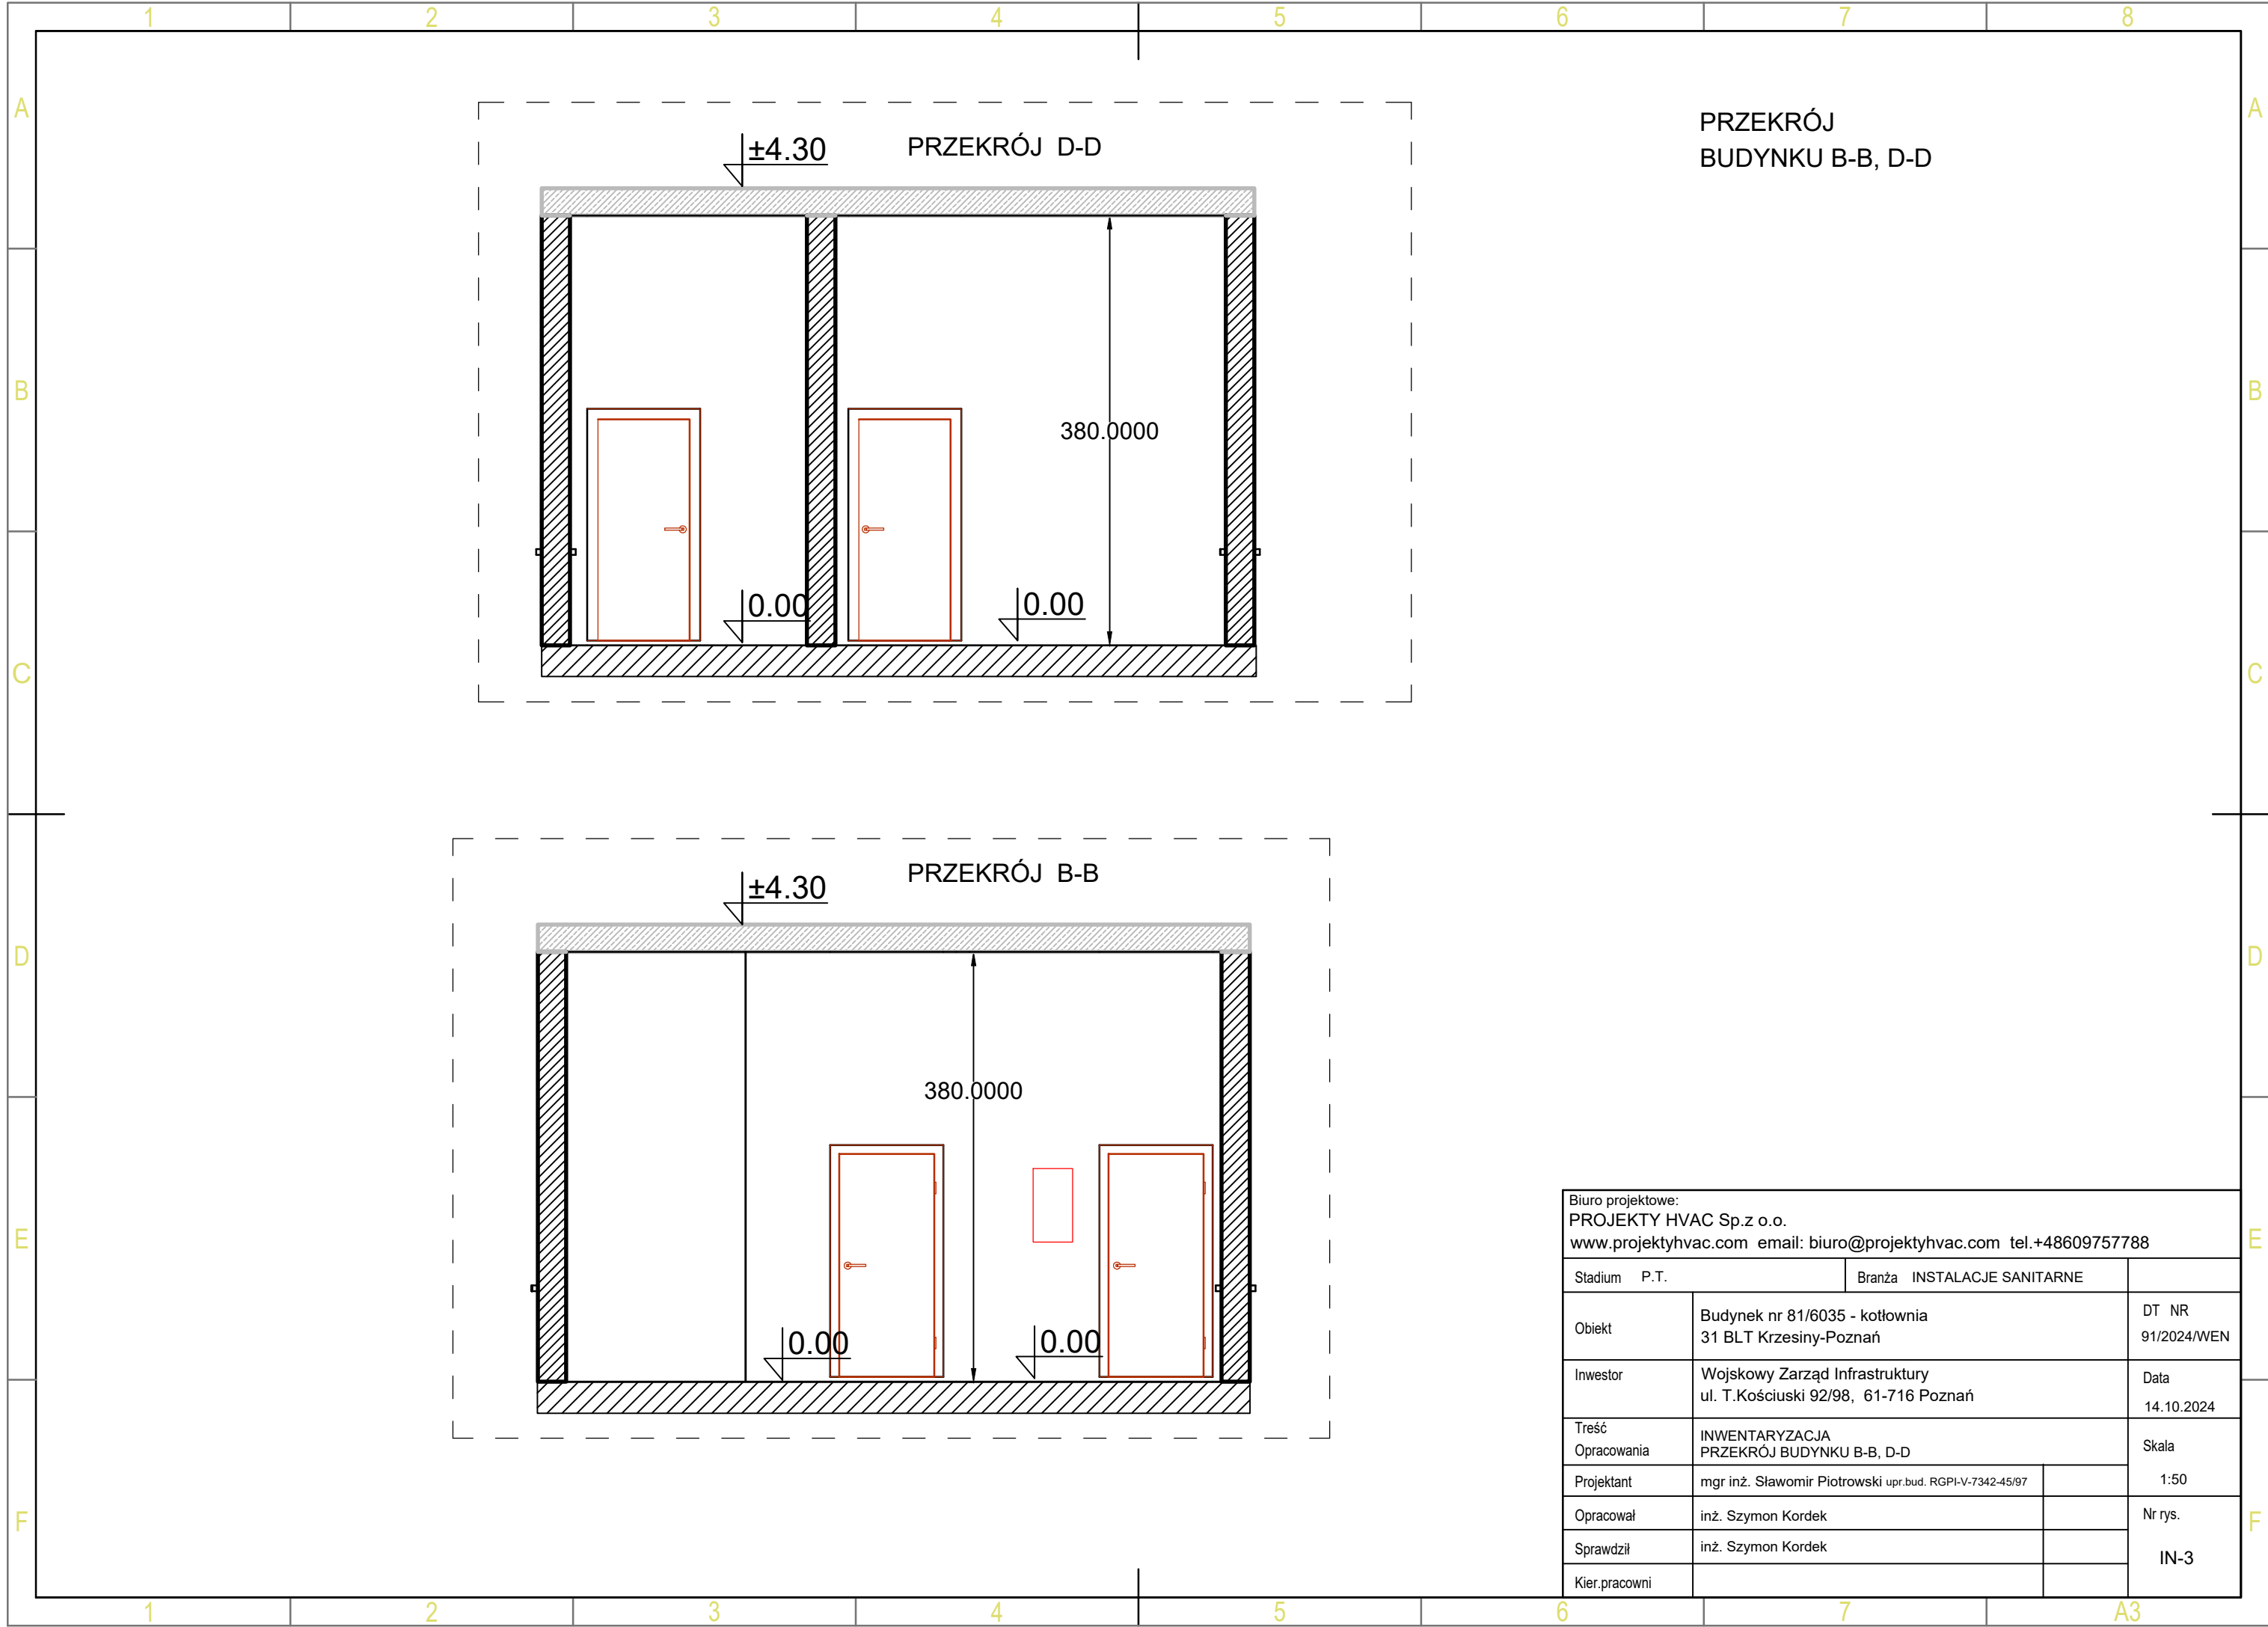 1 2 3 4 5 6 7 8
A A
PRZEKRÓJ
BUDYNKU B-B, D-D
±4.30 PRZEKRÓJ D-D
B B
380.0000
0.00 0.00
C C
±4.30 PRZEKRÓJ B-B
D D
380.0000
0.00 0.00
E E
Biuro projektowe:
PROJEKTY HVAC Sp.z o.o.
www.projektyhvac.com email: biuro@projektyhvac.com tel.+48609757788
Stadium P.T. Branża INSTALACJE SANITARNE
Obiekt
Budynek nr 81/6035 - kotłownia
31 BLT Krzesiny-Poznań
DT NR
91/2024/WEN
Inwestor
Wojskowy Zarząd Infrastruktury
ul. T.Kościuski 92/98, 61-716 Poznań
Data
14.10.2024
Treść
Opracowania
INWENTARYZACJA
PRZEKRÓJ BUDYNKU B-B, D-D
Skala
1:50
Projektant mgr inż. Sławomir Piotrowski upr.bud. RGPI-V-7342-45/97
Opracował inż. Szymon Kordek
Nr rys.
IN-3
Sprawdził inż. Szymon Kordek
Kier.pracowni
F F
1 2 3 4 5 6 7 A3